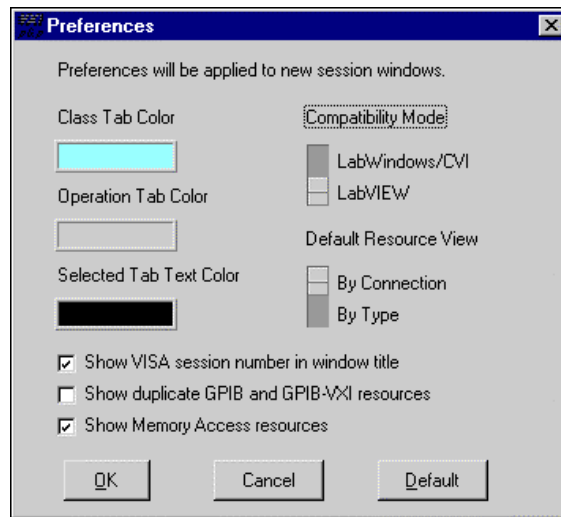 Preferences
Preferences will be applied to new session windows.
Class Tab Color
Compatibility Mode
LabWindows/CVI
LabVIEW
Operation Tab Color
Default Resource View
Selected Tab Text Color
By Connection
By Type
Show VISA session number in window title
Show duplicate GPIB and GPIB-VXI resources
Show Memory Access resources
OK
Cancel
Default